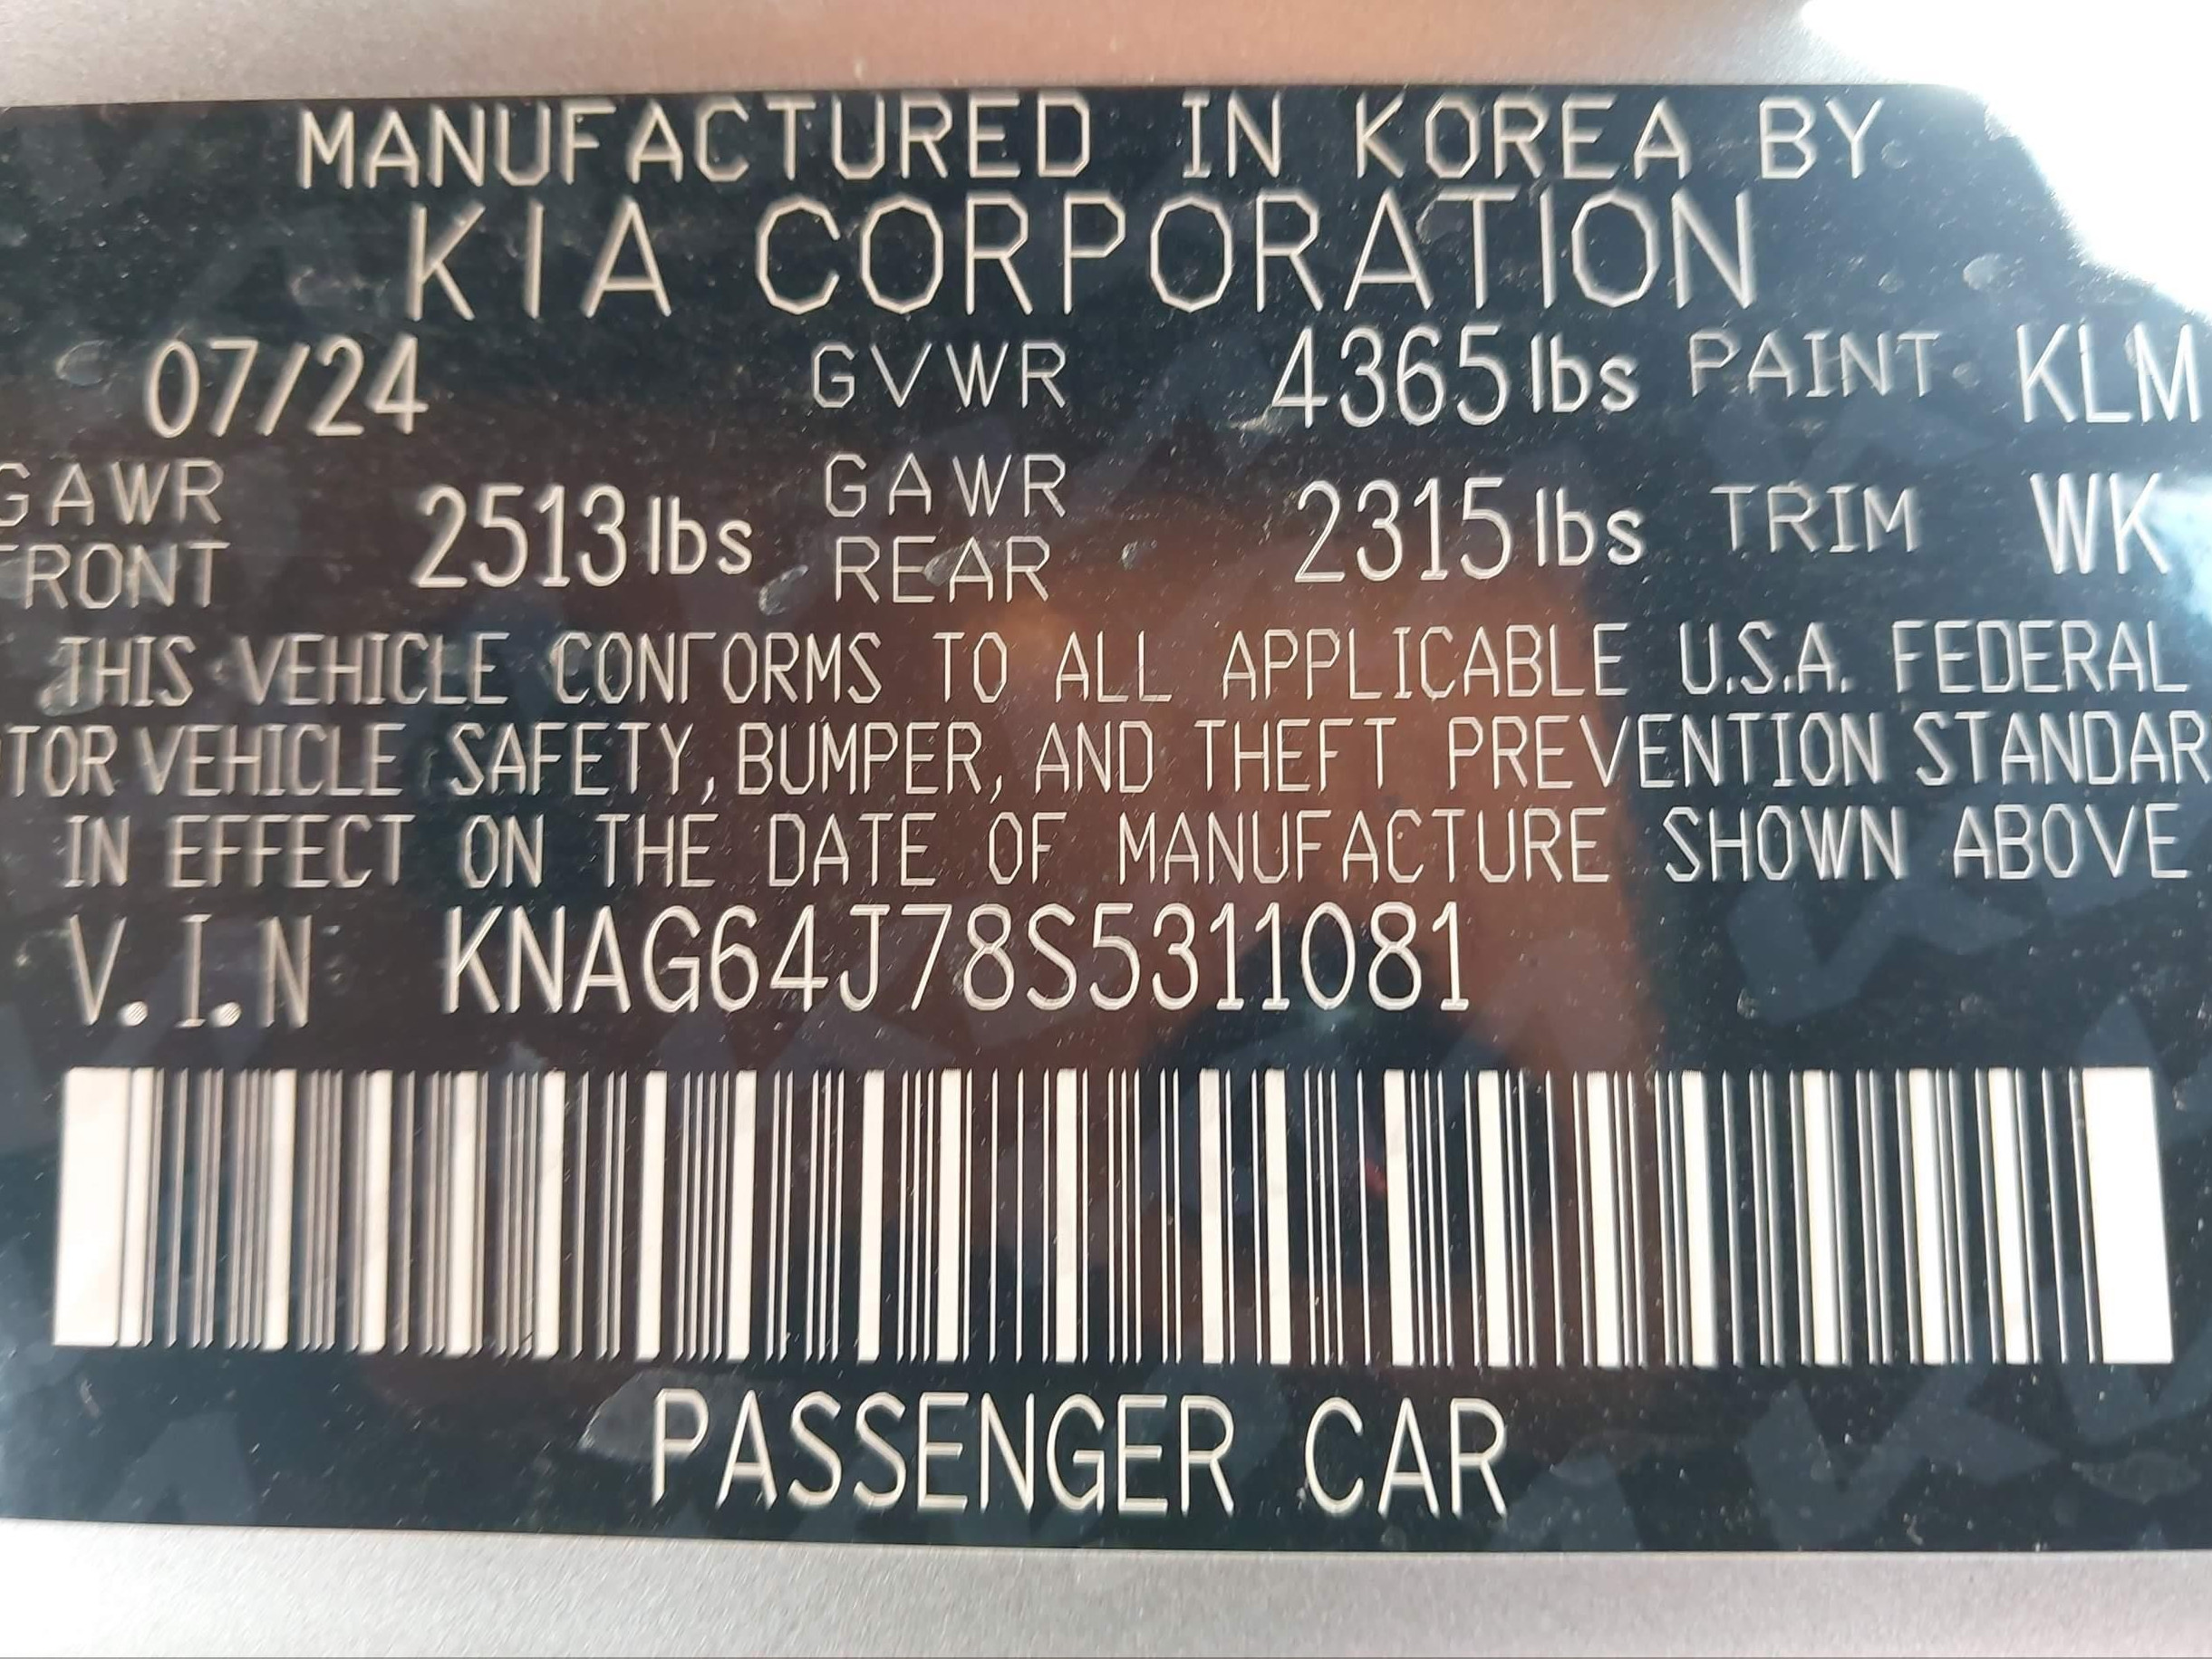 MANUFACTURED IN KOREA BY
KIA CORPORATION
07/24 GVWR 4365 lbs PAINT KLM
GAWR FRONT 2513 lbs GAWR REAR 2315 lbs TRIM WK
THIS VEHICLE CONFORMS TO ALL APPLICABLE U.S.A. FEDERAL
TOR VEHICLE SAFETY, BUMPER, AND THEFT PREVENTION STANDAR
IN EFFECT ON THE DATE OF MANUFACTURE SHOWN ABOVE
V.I.N KNAG64J78S5311081
PASSENGER CAR